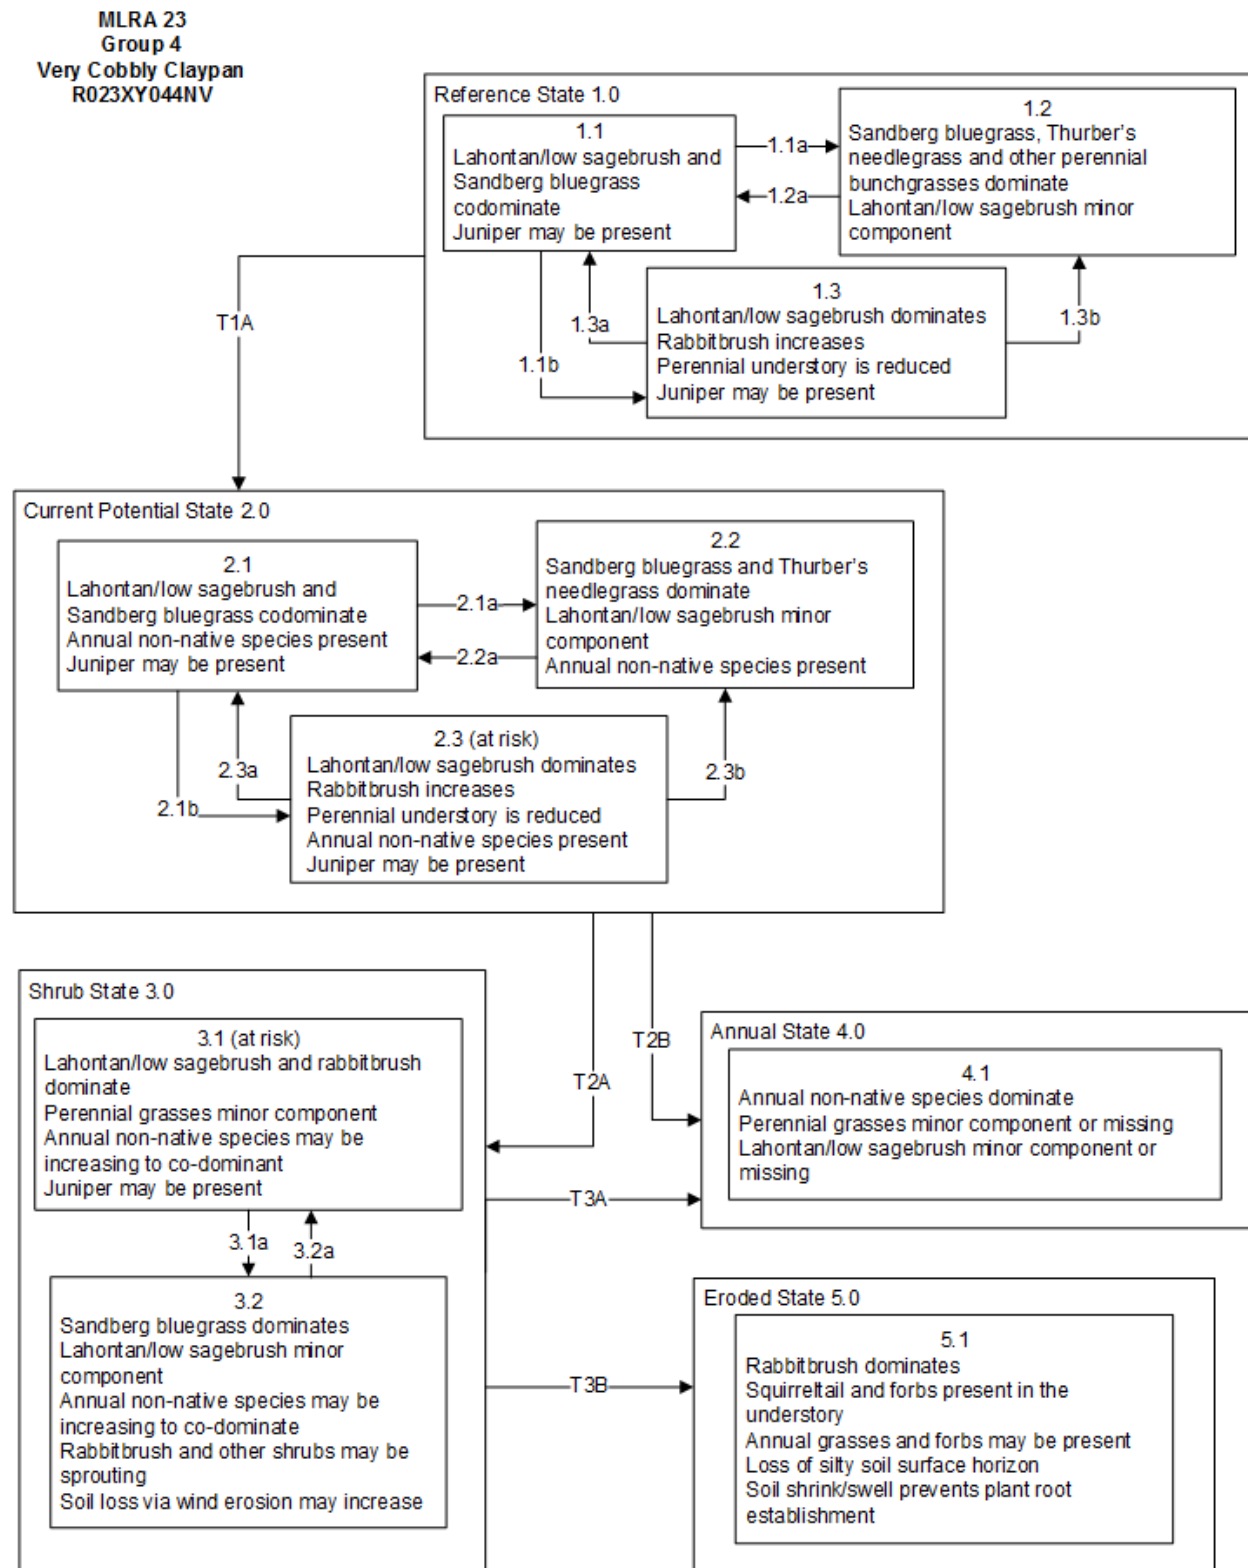 MLRA 23
Group 4
Very Cobbly Claypan
R023XY044NV
Reference State 1.0
1.1
Lahontan/low sagebrush and
Sandberg bluegrass
codominate
Juniper may be present
1.1a
1.2a
1.2
Sandberg bluegrass, Thurber's
needlegrass and other perennial
bunchgrasses dominate
Lahontan/low sagebrush minor
component
1.3
Lahontan/low sagebrush dominates
Rabbitbrush increases
Perennial understory is reduced
Juniper may be present
1.3a
1.1b
1.3b
T1A
Current Potential State 2.0
2.1
Lahontan/low sagebrush and
Sandberg bluegrass codominate
Annual non-native species present
Juniper may be present
2.1a
2.2a
2.2
Sandberg bluegrass and Thurber's
needlegrass dominate
Lahontan/low sagebrush minor
component
Annual non-native species present
2.3 (at risk)
Lahontan/low sagebrush dominates
Rabbitbrush increases
Perennial understory is reduced
Annual non-native species present
Juniper may be present
2.3a
2.1b
2.3b
T2A
T2B
Shrub State 3.0
3.1 (at risk)
Lahontan/low sagebrush and rabbitbrush
dominate
Perennial grasses minor component
Annual non-native species may be
increasing to co-dominant
Juniper may be present
3.1a
3.2a
3.2
Sandberg bluegrass dominates
Lahontan/low sagebrush minor
component
Annual non-native species may be
increasing to co-dominate
Rabbitbrush and other shrubs may be
sprouting
Soil loss via wind erosion may increase
T3A
T3B
Annual State 4.0
4.1
Annual non-native species dominate
Perennial grasses minor component or missing
Lahontan/low sagebrush minor component or
missing
Eroded State 5.0
5.1
Rabbitbrush dominates
Squirreltail and forbs present in the
understory
Annual grasses and forbs may be present
Loss of silty soil surface horizon
Soil shrink/swell prevents plant root
establishment